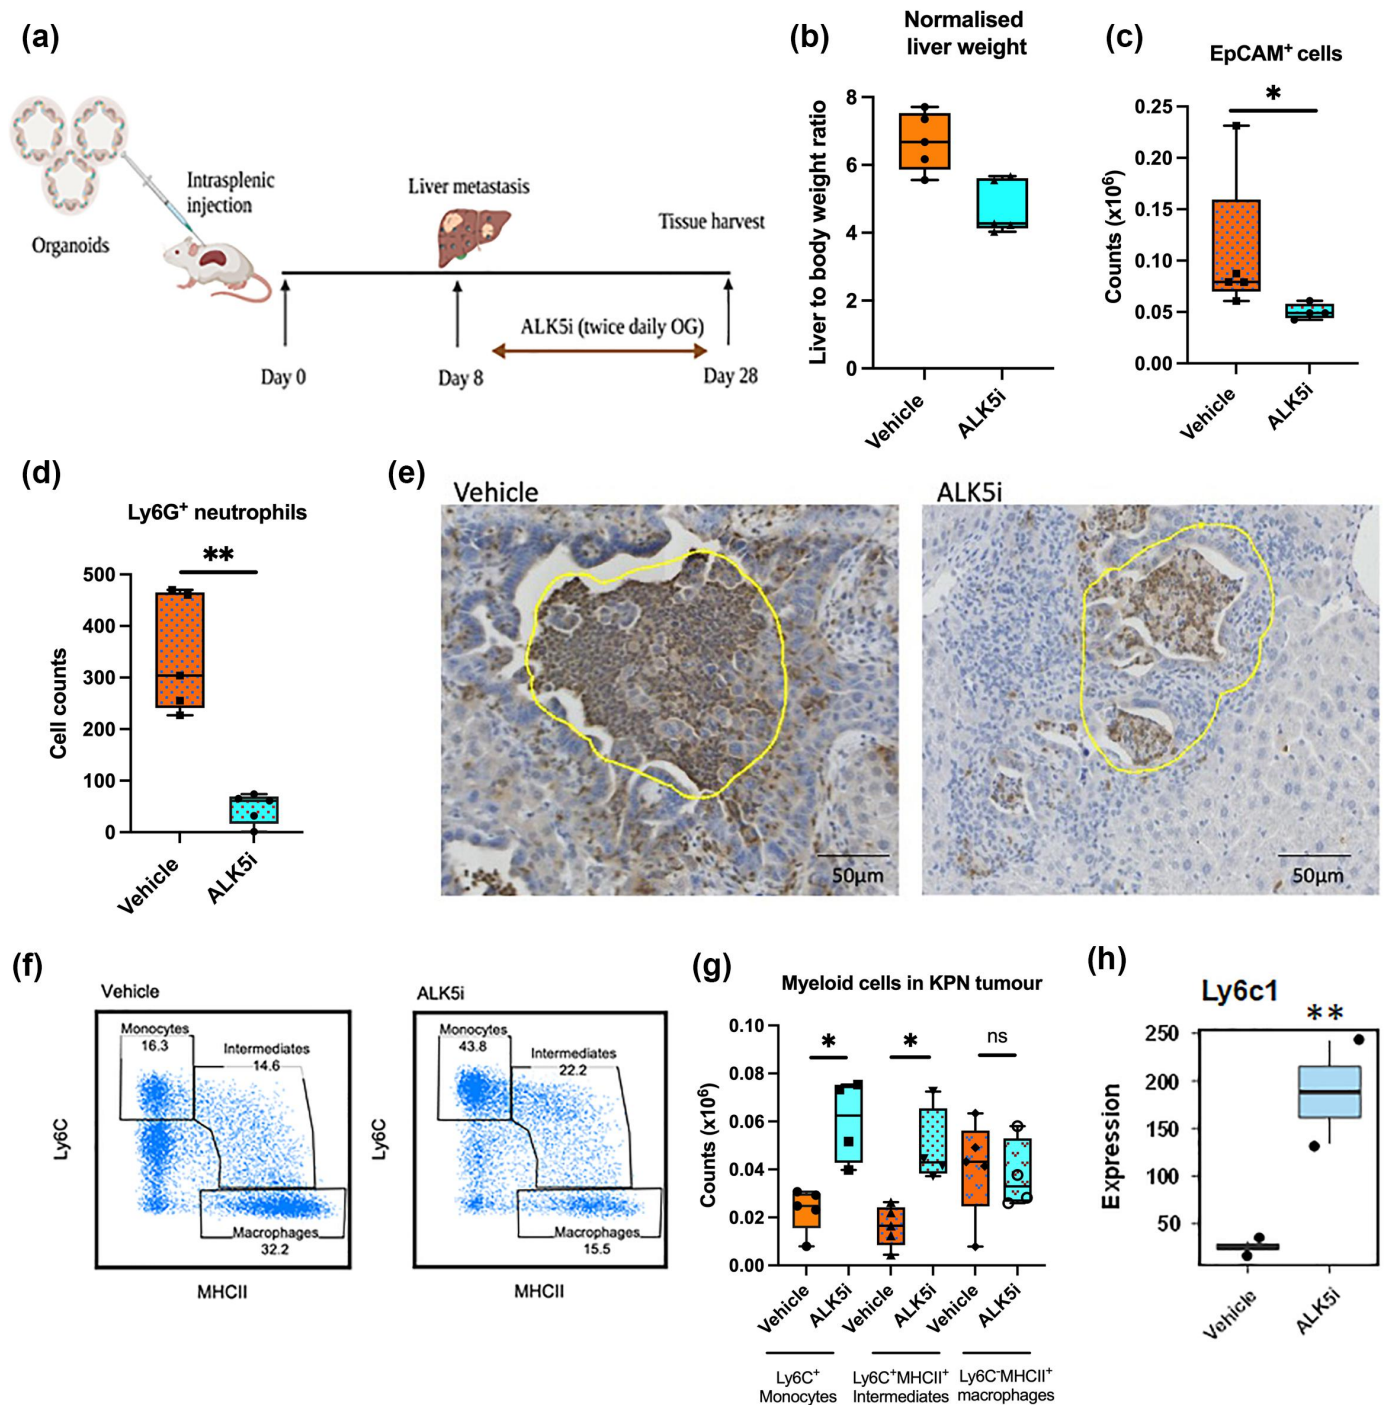 (a)
Organoids
Intrasplenic
injection
Liver metastasis
Tissue harvest
ALK5i (twice daily OG)
Day 0
Day 8
Day 28
(b)
Normalised
liver weight
Liver to body weight ratio
8
6
4
2
0
Vehicle
ALK5i
(c)
EpCAM⁺ cells
*
Counts (x10⁶)
0.25
0.20
0.15
0.10
0.05
0.00
Vehicle
ALK5i
(d)
Ly6G⁺ neutrophils
**
Cell counts
500
400
300
200
100
0
Vehicle
ALK5i
(e)
Vehicle
50μm
ALK5i
50μm
(f)
Vehicle
Monocytes
16.3
Intermediates
14.6
Macrophages
32.2
Ly6C
MHCII
ALK5i
Monocytes
43.8
Intermediates
22.2
Macrophages
15.5
Ly6C
MHCII
(g)
Myeloid cells in KPN tumour
* * ns
Counts (x10⁶)
0.10
0.08
0.06
0.04
0.02
0.00
Vehicle
ALK5i
Vehicle
ALK5i
Vehicle
ALK5i
Ly6C⁺
Monocytes
Ly6C⁺MHCII⁺
Intermediates
Ly6C⁻MHCII⁺
macrophages
(h)
Ly6c1
**
Expression
250
200
150
100
50
Vehicle
ALK5i